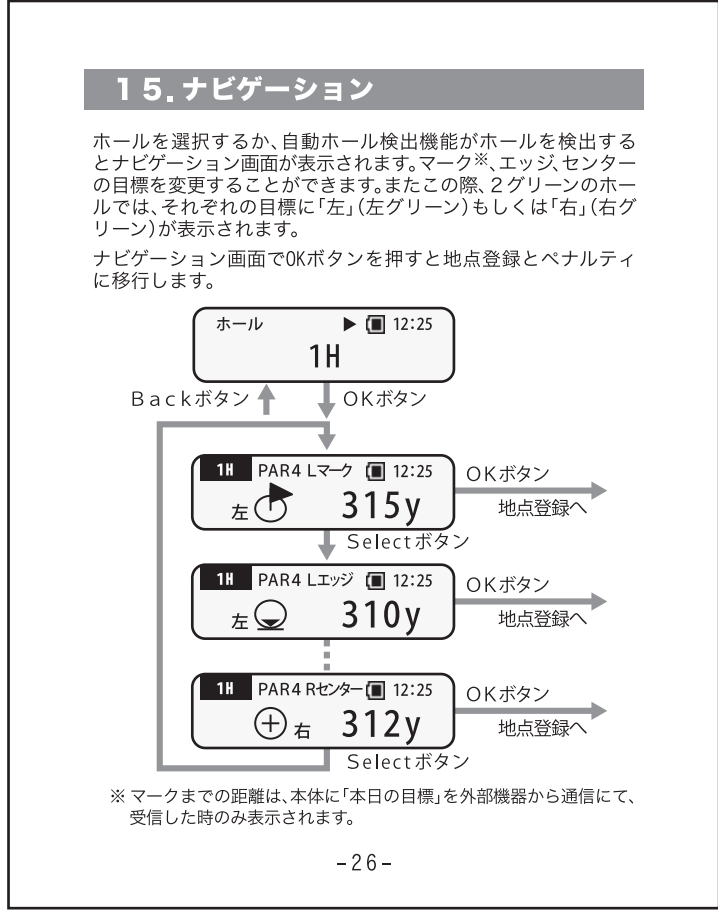 １５．ナビゲーション
ホールを選択するか、自動ホール検出機能がホールを検出する
とナビゲーション画面が表示されます。マーク※、エッジ、センター
の目標を変更することができます。またこの際、２グリーンのホー
ルでは、それぞれの目標に「左」（左グリーン）もしくは「右」（右グ
リーン）が表示されます。
ナビゲーション画面でOKボタンを押すと地点登録とペナルティ
に移行します。
ホール 12:25
1H
Ｂａｃｋボタン
ＯＫボタン
1H PAR4 Lマーク 12:25
左 315y
ＯＫボタン
地点登録へ
Ｓｅｌｅｃｔボタン
1H PAR4 Lエッジ 12:25
左 310y
ＯＫボタン
地点登録へ
1H PAR4 Rセンター 12:25
右 312y
ＯＫボタン
地点登録へ
Ｓｅｌｅｃｔボタン
※ マークまでの距離は、本体に「本日の目標」を外部機器から通信にて、
受信した時のみ表示されます。
－26－